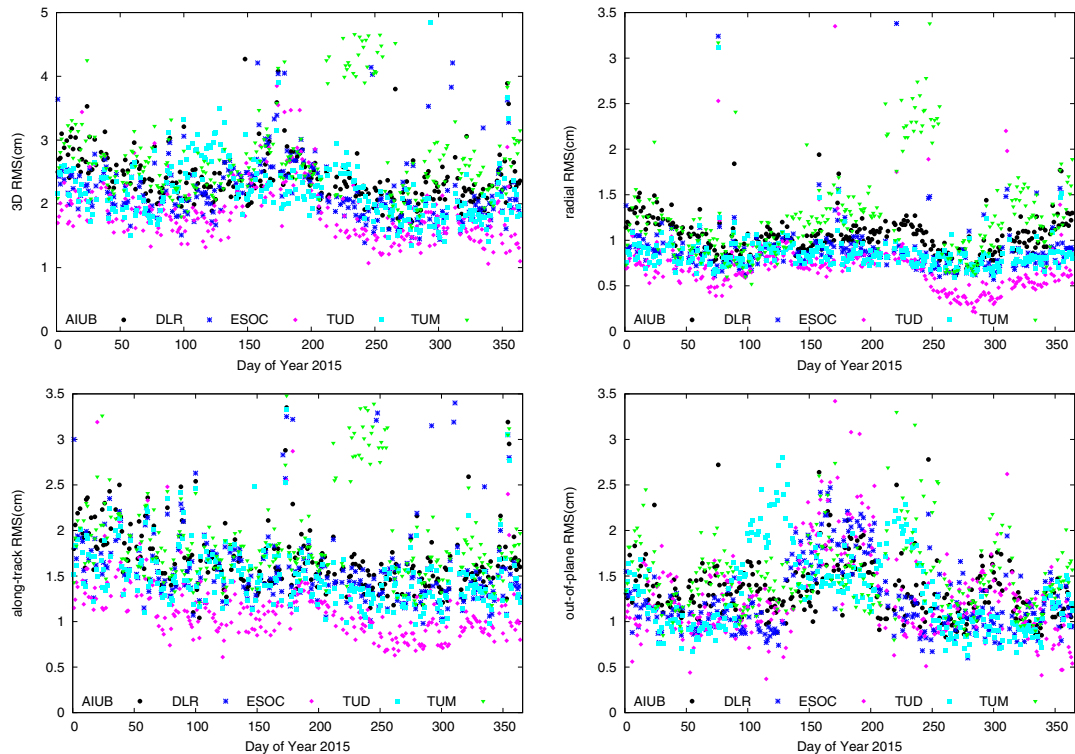 3D RMS(cm)
5
4
3
2
1
0
AIUB DLR ESOC TUD TUM
0 50 100 150 200 250 300 350
Day of Year 2015
radial RMS(cm)
3.5
3
2.5
2
1.5
1
0.5
0
AIUB DLR ESOC TUD TUM
0 50 100 150 200 250 300 350
Day of Year 2015
along-track RMS(cm)
3.5
3
2.5
2
1.5
1
0.5
0
AIUB DLR ESOC TUD TUM
0 50 100 150 200 250 300 350
Day of Year 2015
out-of-plane RMS(cm)
3.5
3
2.5
2
1.5
1
0.5
0
AIUB DLR ESOC TUD TUM
0 50 100 150 200 250 300 350
Day of Year 2015